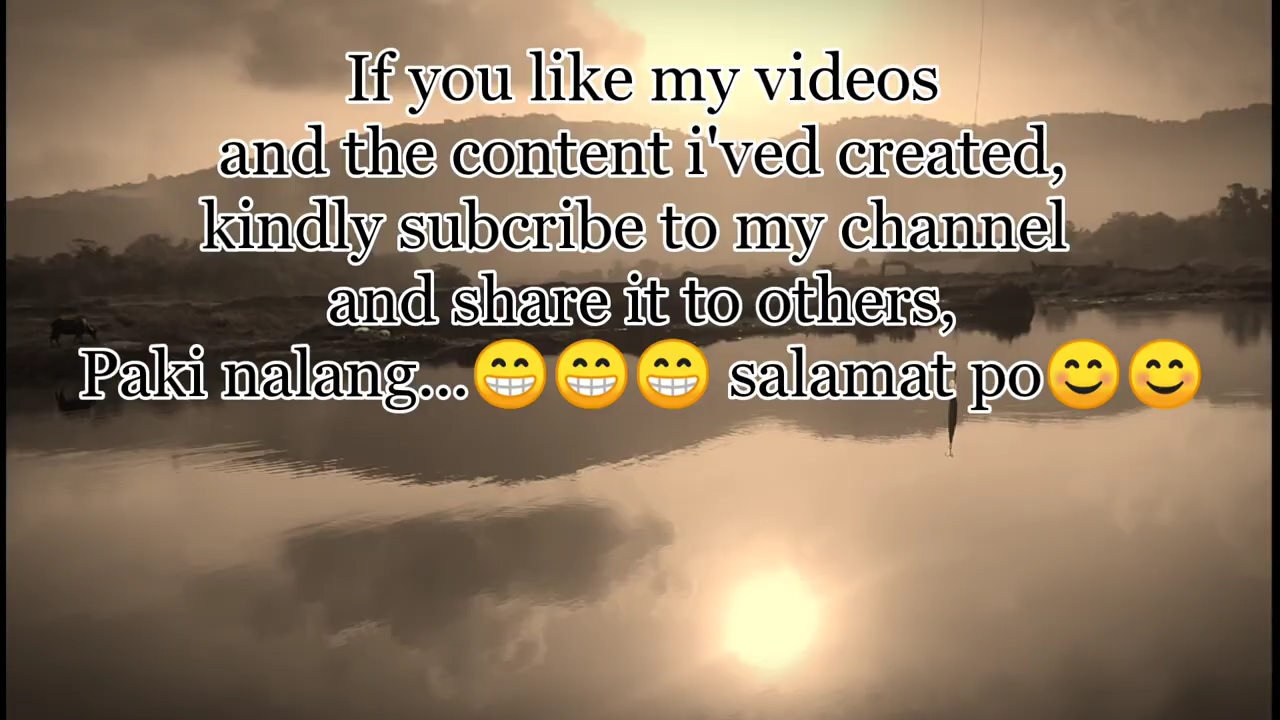 If you like my videos
and the content i'ved created,
kindly subcribe to my channel
and share it to others,
Paki nalang...😁😁😁 salamat po😊😊